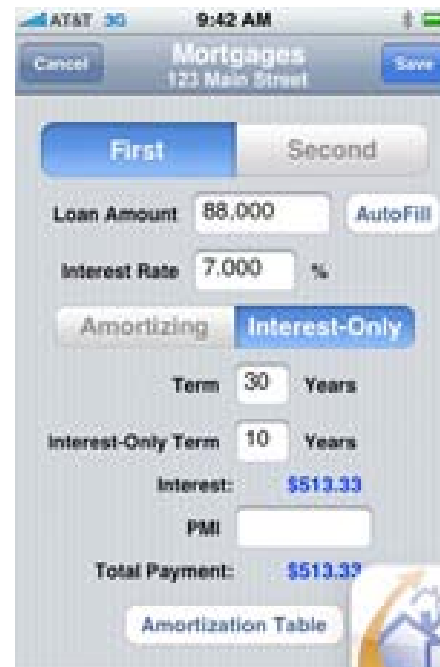 AT&T 3G 9:42 AM
Cancel Mortgages Save
123 Main Street
First Second
Loan Amount 88,000 AutoFill
Interest Rate 7.000 %
Amortizing Interest-Only
Term 30 Years
Interest-Only Term 10 Years
Interest: $513.33
PMI
Total Payment: $513.33
Amortization Table